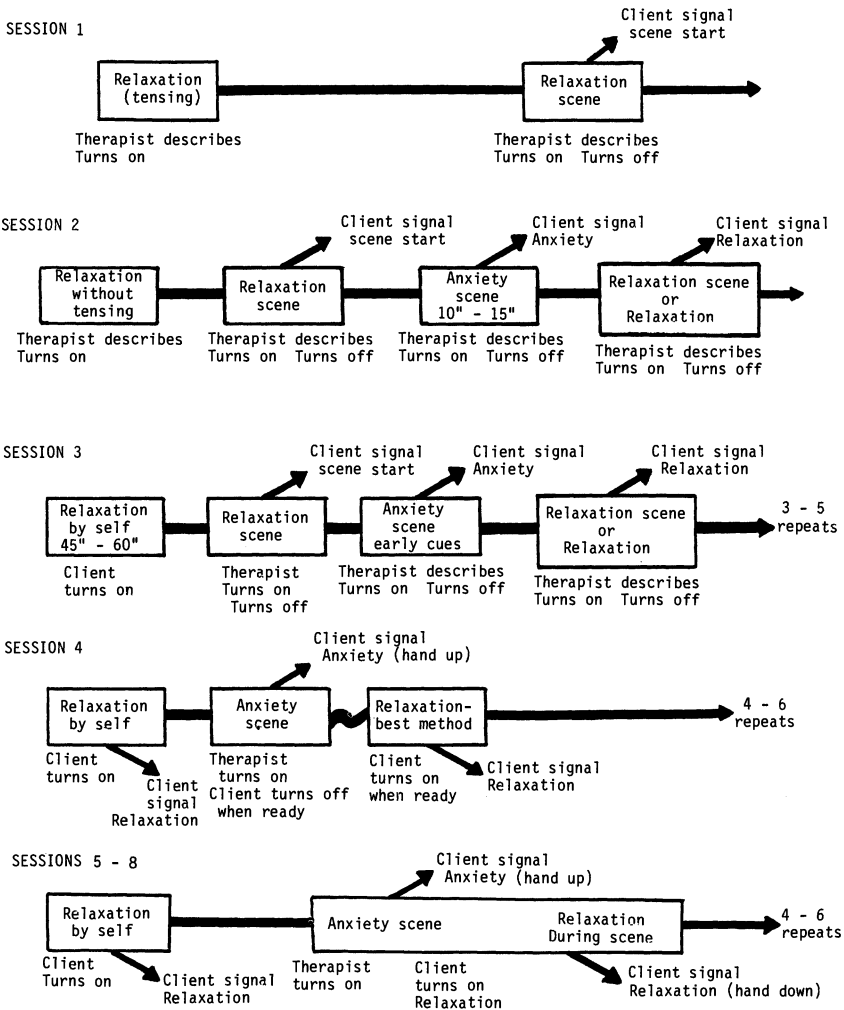 SESSION 1
Client signal
scene start
Relaxation
(tensing)
Relaxation
scene
Therapist describes
Turns on
Therapist describes
Turns on Turns off
SESSION 2
Client signal
scene start
Client signal
Anxiety
Client signal
Relaxation
Relaxation
without
tensing
Relaxation
scene
Anxiety
scene
10" - 15"
Relaxation scene
or
Relaxation
Therapist describes
Turns on
Therapist describes
Turns on Turns off
Therapist describes
Turns on Turns off
Therapist describes
Turns on Turns off
SESSION 3
Client signal
scene start
Client signal
Anxiety
Client signal
Relaxation
Relaxation
by self
45" - 60"
Relaxation
scene
Anxiety
scene
early cues
Relaxation scene
or
Relaxation
3 - 5
repeats
Client
turns on
Therapist
Turns on
Turns off
Therapist describes
Turns on Turns off
Therapist describes
Turns on Turns off
SESSION 4
Client signal
Anxiety (hand up)
Relaxation
by self
Anxiety
scene
Relaxation-
best method
4 - 6
repeats
Client
turns on
Client
signal
Relaxation
Therapist
turns on
Client turns off
when ready
Client
turns on
when ready
Client signal
Relaxation
SESSIONS 5 - 8
Client signal
Anxiety (hand up)
Relaxation
by self
Anxiety scene
Relaxation
During scene
4 - 6
repeats
Client
Turns on
Client signal
Relaxation
Therapist
turns on
Client
turns on
Relaxation
Client signal
Relaxation (hand down)